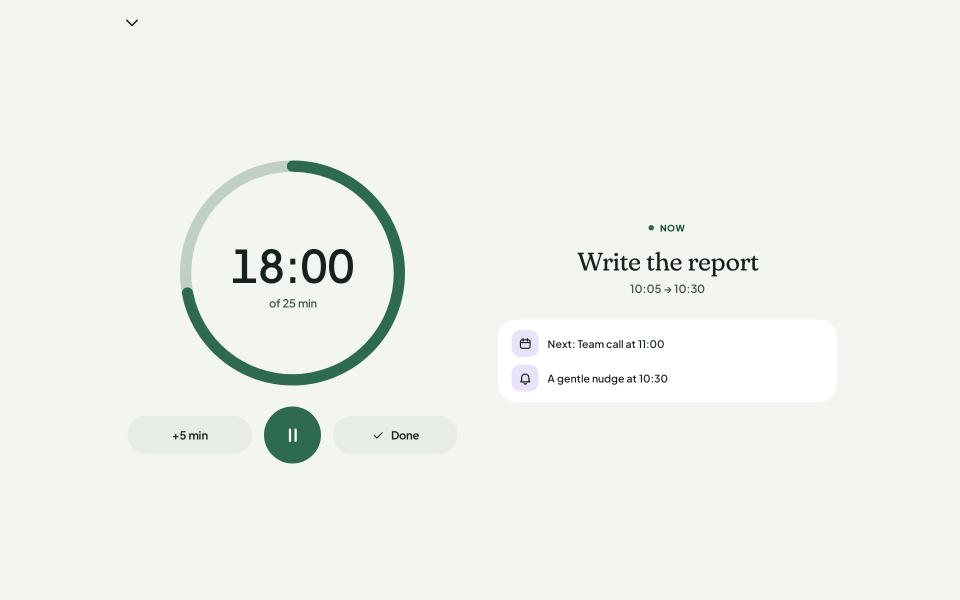 18:00
of 25 min
+5 min
Done
NOW
Write the report
10:05 → 10:30
Next: Team call at 11:00
A gentle nudge at 10:30